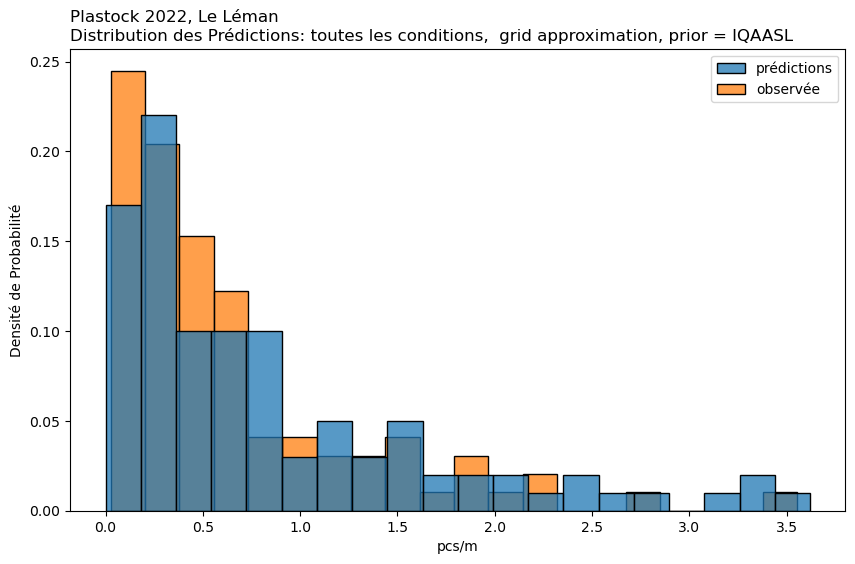 Plastock 2022, Le Léman
Distribution des Prédictions: toutes les conditions,  grid approximation, prior = IQAASL
prédictions
observée
Densité de Probabilité
0.25
0.20
0.15
0.10
0.05
0.00
0.0 0.5 1.0 1.5 2.0 2.5 3.0 3.5
pcs/m